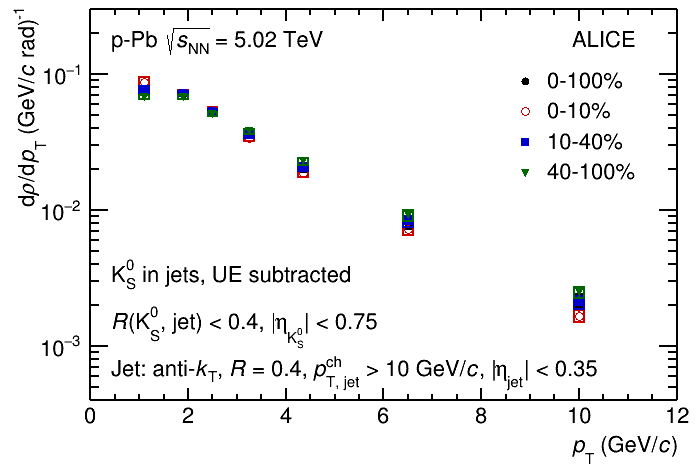 p-Pb √s_NN = 5.02 TeV
ALICE
0-100%
0-10%
10-40%
40-100%
dρ/dp_T (GeV/c rad)^-1
10^-1
10^-2
10^-3
K^0_S in jets, UE subtracted
R(K^0_S, jet) < 0.4, |η_K^0_S| < 0.75
Jet: anti-k_T, R = 0.4, p^ch_T, jet > 10 GeV/c, |η_jet| < 0.35
0 2 4 6 8 10 12
p_T (GeV/c)